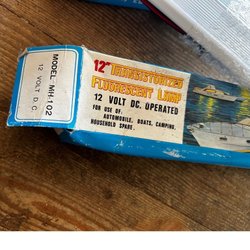 MODEL MH-102
12 VOLT D.C.
12" TRANSISTORIZED
FLUORESCENT LAMP
12 VOLT DC. OPERATED
FOR USE OF:
AUTOMOBILE, BOATS, CAMPING,
HOUSEHOLD SPARE.